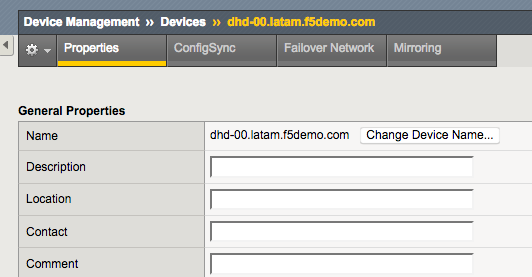 Device Management ›› Devices ›› dhd-00.latam.f5demo.com
Properties ConfigSync Failover Network Mirroring
General Properties
Name dhd-00.latam.f5demo.com Change Device Name...
Description
Location
Contact
Comment